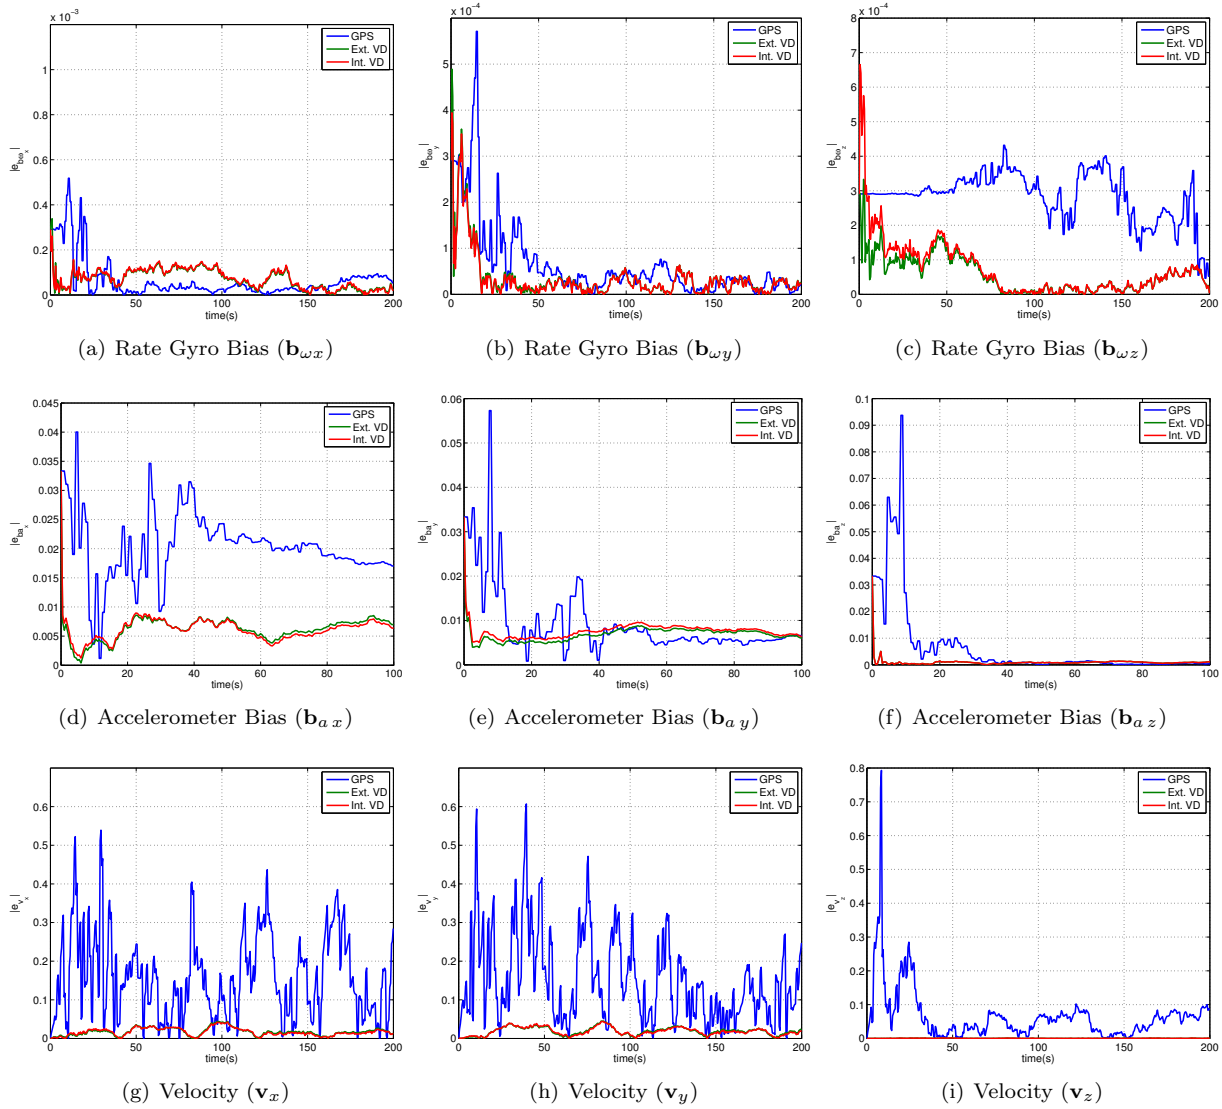 x 10⁻³
1
0.8
0.6
0.4
0.2
0
0 50 100 150 200
|e_bω_x|
time(s)
GPS
Ext. VD
Int. VD
(a) Rate Gyro Bias (b_ωx)
x 10⁻⁴
6
5
4
3
2
1
0
0 50 100 150 200
|e_bω_y|
time(s)
GPS
Ext. VD
Int. VD
(b) Rate Gyro Bias (b_ωy)
x 10⁻⁴
8
7
6
5
4
3
2
1
0
0 50 100 150 200
|e_bω_z|
time(s)
GPS
Ext. VD
Int. VD
(c) Rate Gyro Bias (b_ωz)
0.045
0.04
0.035
0.03
0.025
0.02
0.015
0.01
0.005
0
0 20 40 60 80 100
|e_ba_x|
time(s)
GPS
Ext. VD
Int. VD
(d) Accelerometer Bias (b_a x)
0.06
0.05
0.04
0.03
0.02
0.01
0
0 20 40 60 80 100
|e_ba_y|
time(s)
GPS
Ext. VD
Int. VD
(e) Accelerometer Bias (b_a y)
0.1
0.09
0.08
0.07
0.06
0.05
0.04
0.03
0.02
0.01
0
0 20 40 60 80 100
|e_ba_z|
time(s)
GPS
Ext. VD
Int. VD
(f) Accelerometer Bias (b_a z)
0.6
0.5
0.4
0.3
0.2
0.1
0
0 50 100 150 200
|e_v_x|
time(s)
GPS
Ext. VD
Int. VD
(g) Velocity (v_x)
0.6
0.5
0.4
0.3
0.2
0.1
0
0 50 100 150 200
|e_v_y|
time(s)
GPS
Ext. VD
Int. VD
(h) Velocity (v_y)
0.8
0.7
0.6
0.5
0.4
0.3
0.2
0.1
0
0 50 100 150 200
|e_v_z|
time(s)
GPS
Ext. VD
Int. VD
(i) Velocity (v_z)